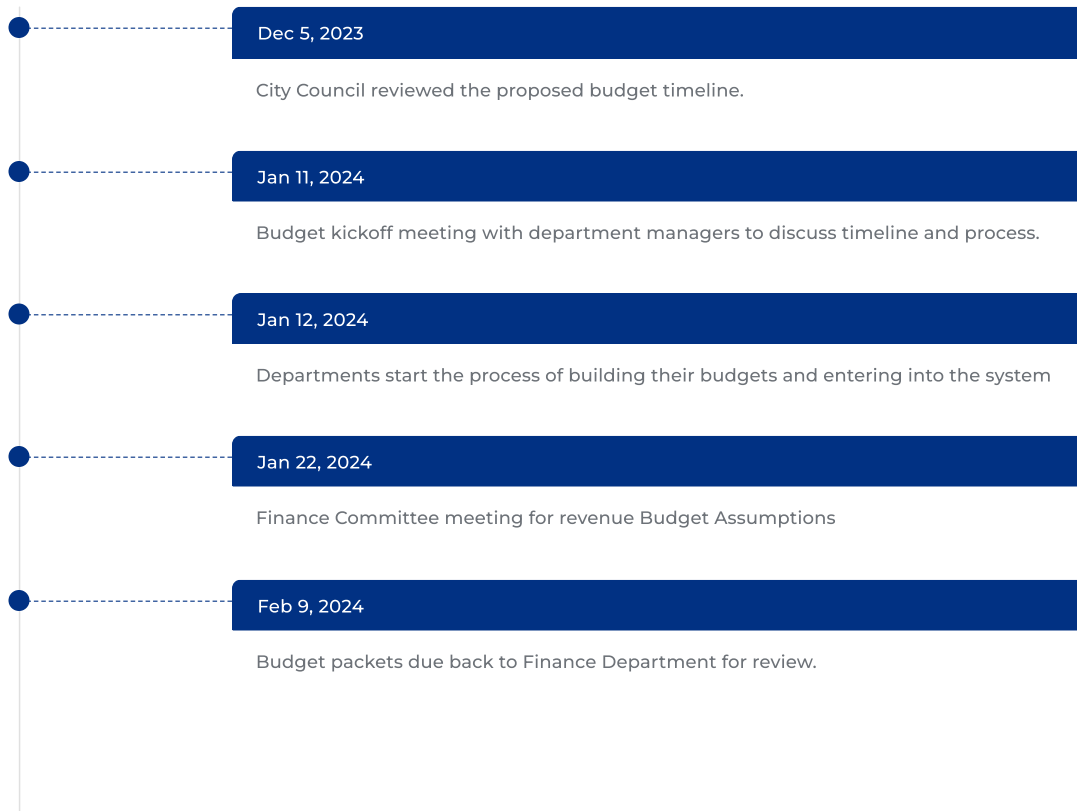 Dec 5, 2023
City Council reviewed the proposed budget timeline.
Jan 11, 2024
Budget kickoff meeting with department managers to discuss timeline and process.
Jan 12, 2024
Departments start the process of building their budgets and entering into the system
Jan 22, 2024
Finance Committee meeting for revenue Budget Assumptions
Feb 9, 2024
Budget packets due back to Finance Department for review.